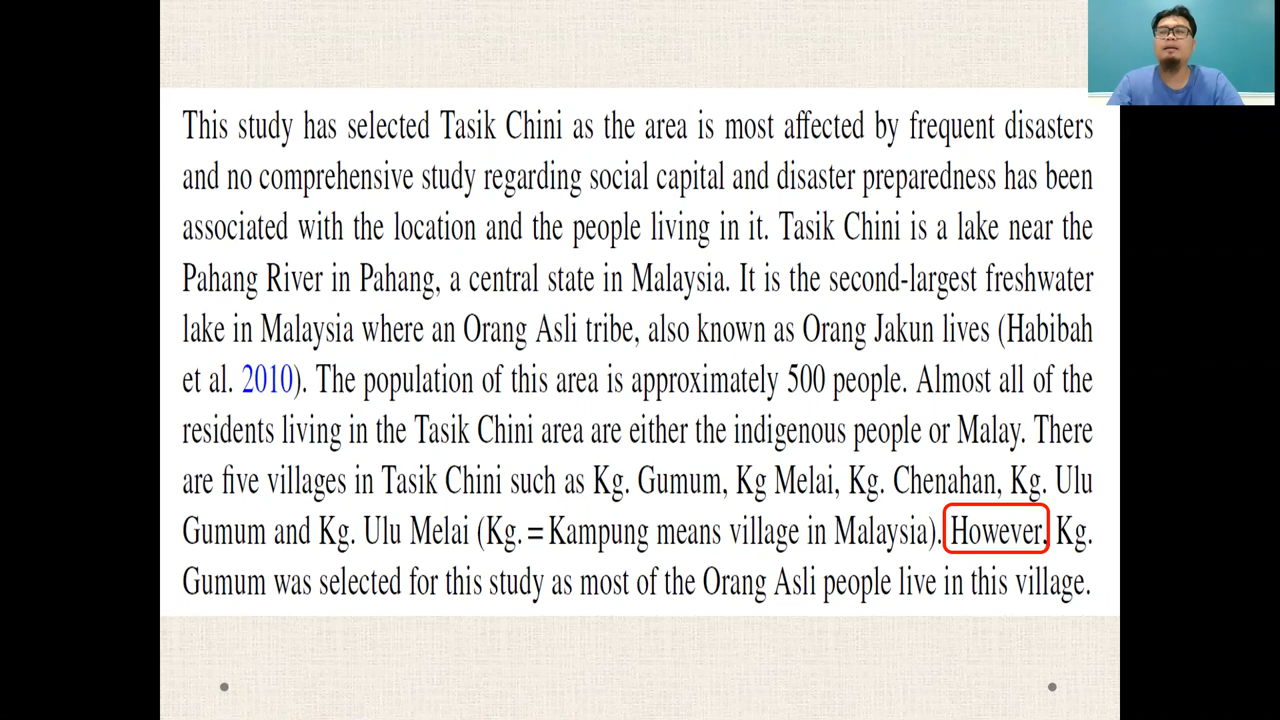 This study has selected Tasik Chini as the area is most affected by frequent disasters
and no comprehensive study regarding social capital and disaster preparedness has been
associated with the location and the people living in it. Tasik Chini is a lake near the
Pahang River in Pahang, a central state in Malaysia. It is the second-largest freshwater
lake in Malaysia where an Orang Asli tribe, also known as Orang Jakun lives (Habibah
et al. 2010). The population of this area is approximately 500 people. Almost all of the
residents living in the Tasik Chini area are either the indigenous people or Malay. There
are five villages in Tasik Chini such as Kg. Gumum, Kg Melai, Kg. Chenahan, Kg. Ulu
Gumum and Kg. Ulu Melai (Kg. = Kampung means village in Malaysia). However, Kg.
Gumum was selected for this study as most of the Orang Asli people live in this village.